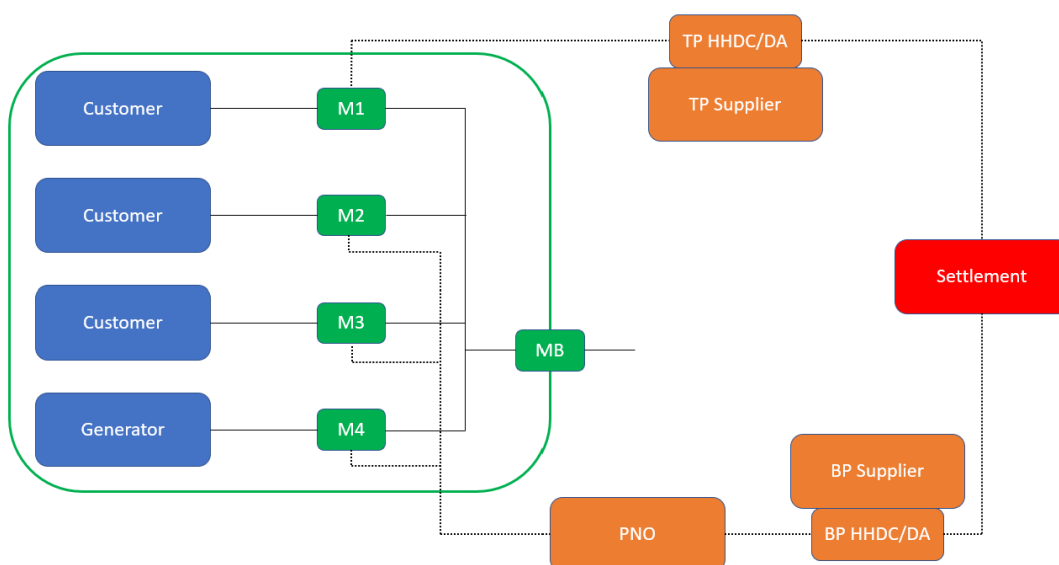 TP HHDC/DA
TP Supplier
Customer
M1
Customer
M2
Settlement
Customer
M3
MB
Generator
M4
BP Supplier
PNO
BP HHDC/DA